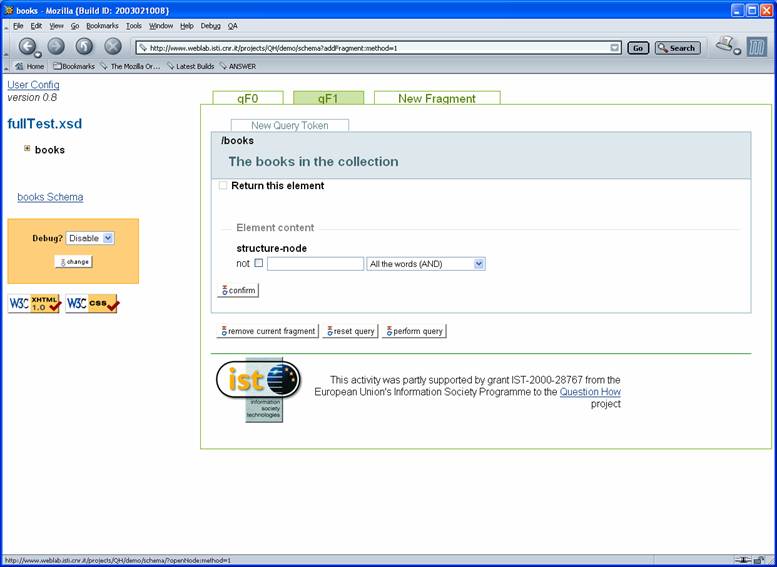 books - Mozilla {Build ID: 2003021008}
File Edit View Go Bookmarks Tools Window Help Debug QA
http://www.weblab.isti.cnr.it/projects/QH/demo/schema?addFragment:method=1 Go Search
Home Bookmarks The Mozilla Or... Latest Builds ANSWER
User Config
version 0.8
fullTest.xsd
books
books Schema
Debug? Disable
change
W3C XHTML 1.0 W3C css
qF0 qF1 New Fragment
New Query Token
/books
The books in the collection
Return this element
Element content
structure-node
not All the words (AND)
confirm
remove current fragment reset query perform query
ist
information
society
technologies
This activity was partly supported by grant IST-2000-28767 from the
European Union's Information Society Programme to the Question How
project
http://www.weblab.isti.cnr.it/projects/QH/demo/schema/?openNode:method=1